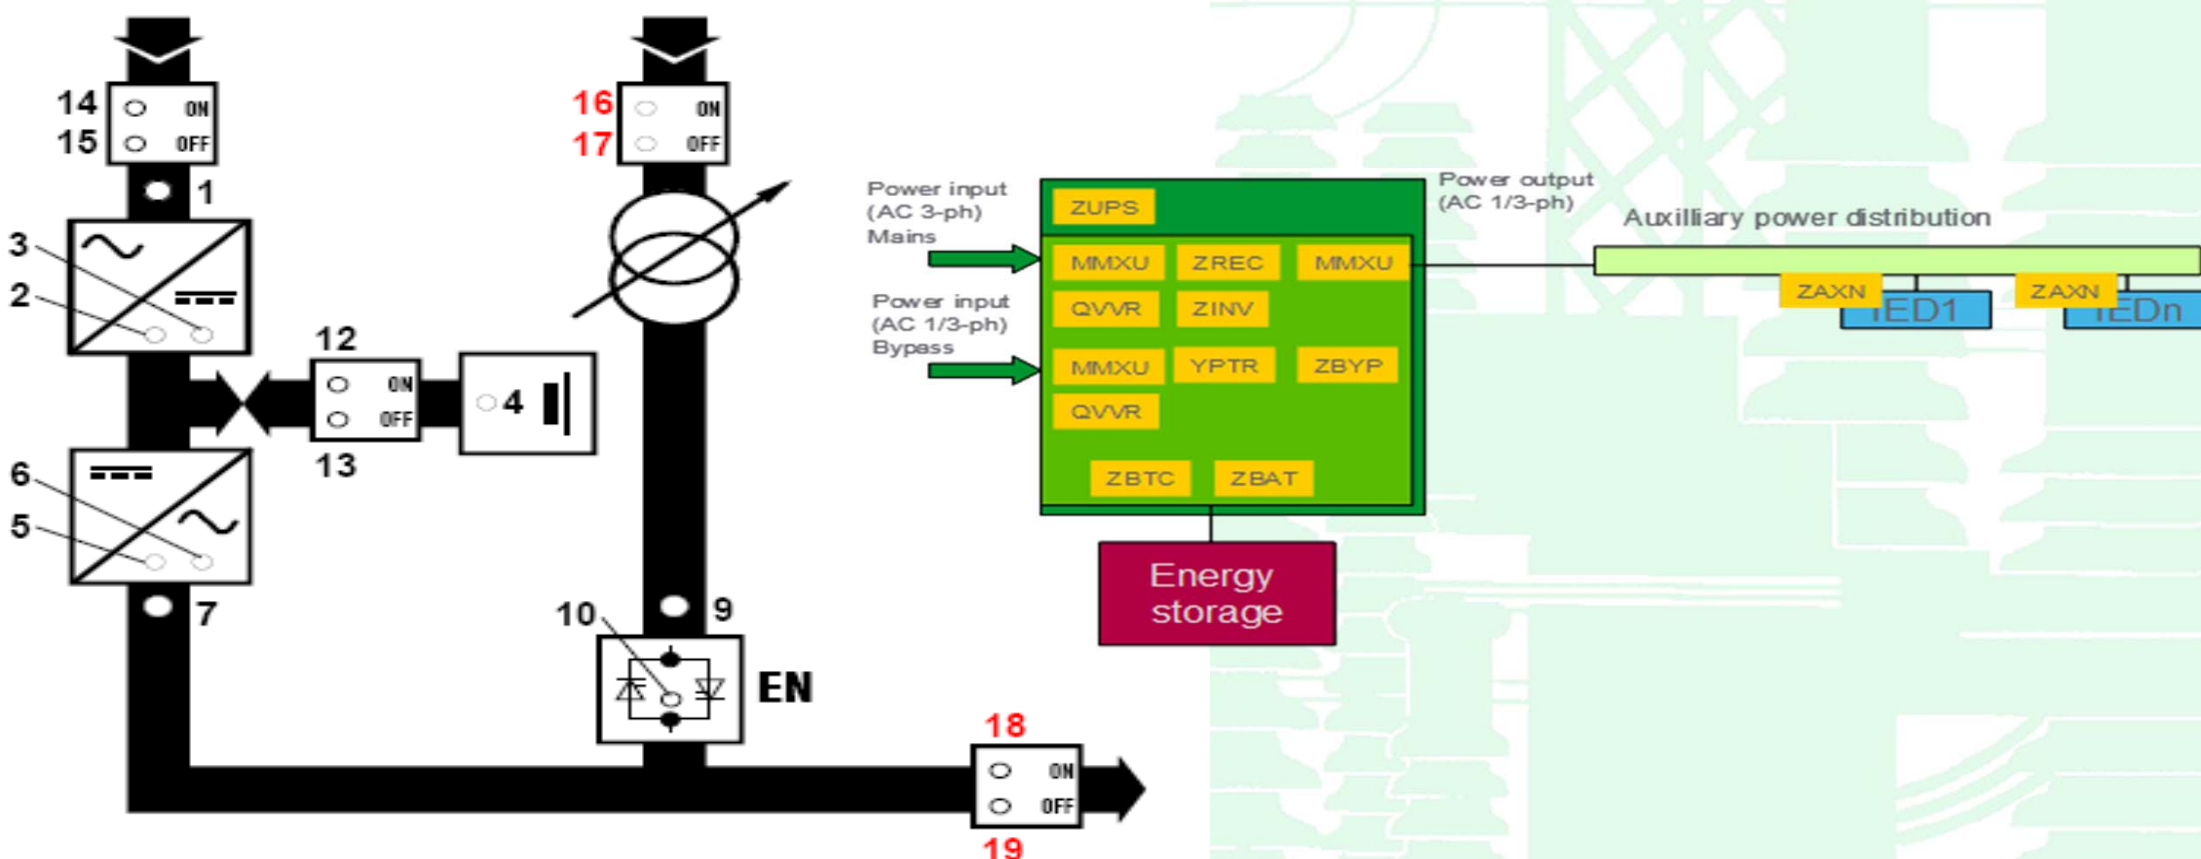 14
ON
15
OFF
1
3
2
12
ON
OFF
13
4
6
5
7
16
ON
17
OFF
10
9
EN
18
ON
OFF
19
Power input
(AC 3-ph)
Mains
Power input
(AC 1/3-ph)
Bypass
ZUPS
MMXU
ZREC
MMXU
QVVR
ZINV
MMXU
YPTR
ZBYP
QVVR
ZBTC
ZBAT
Energy
storage
Power output
(AC 1/3-ph)
Auxilliary power distribution
ZAXN
IED1
ZAXN
IEDn